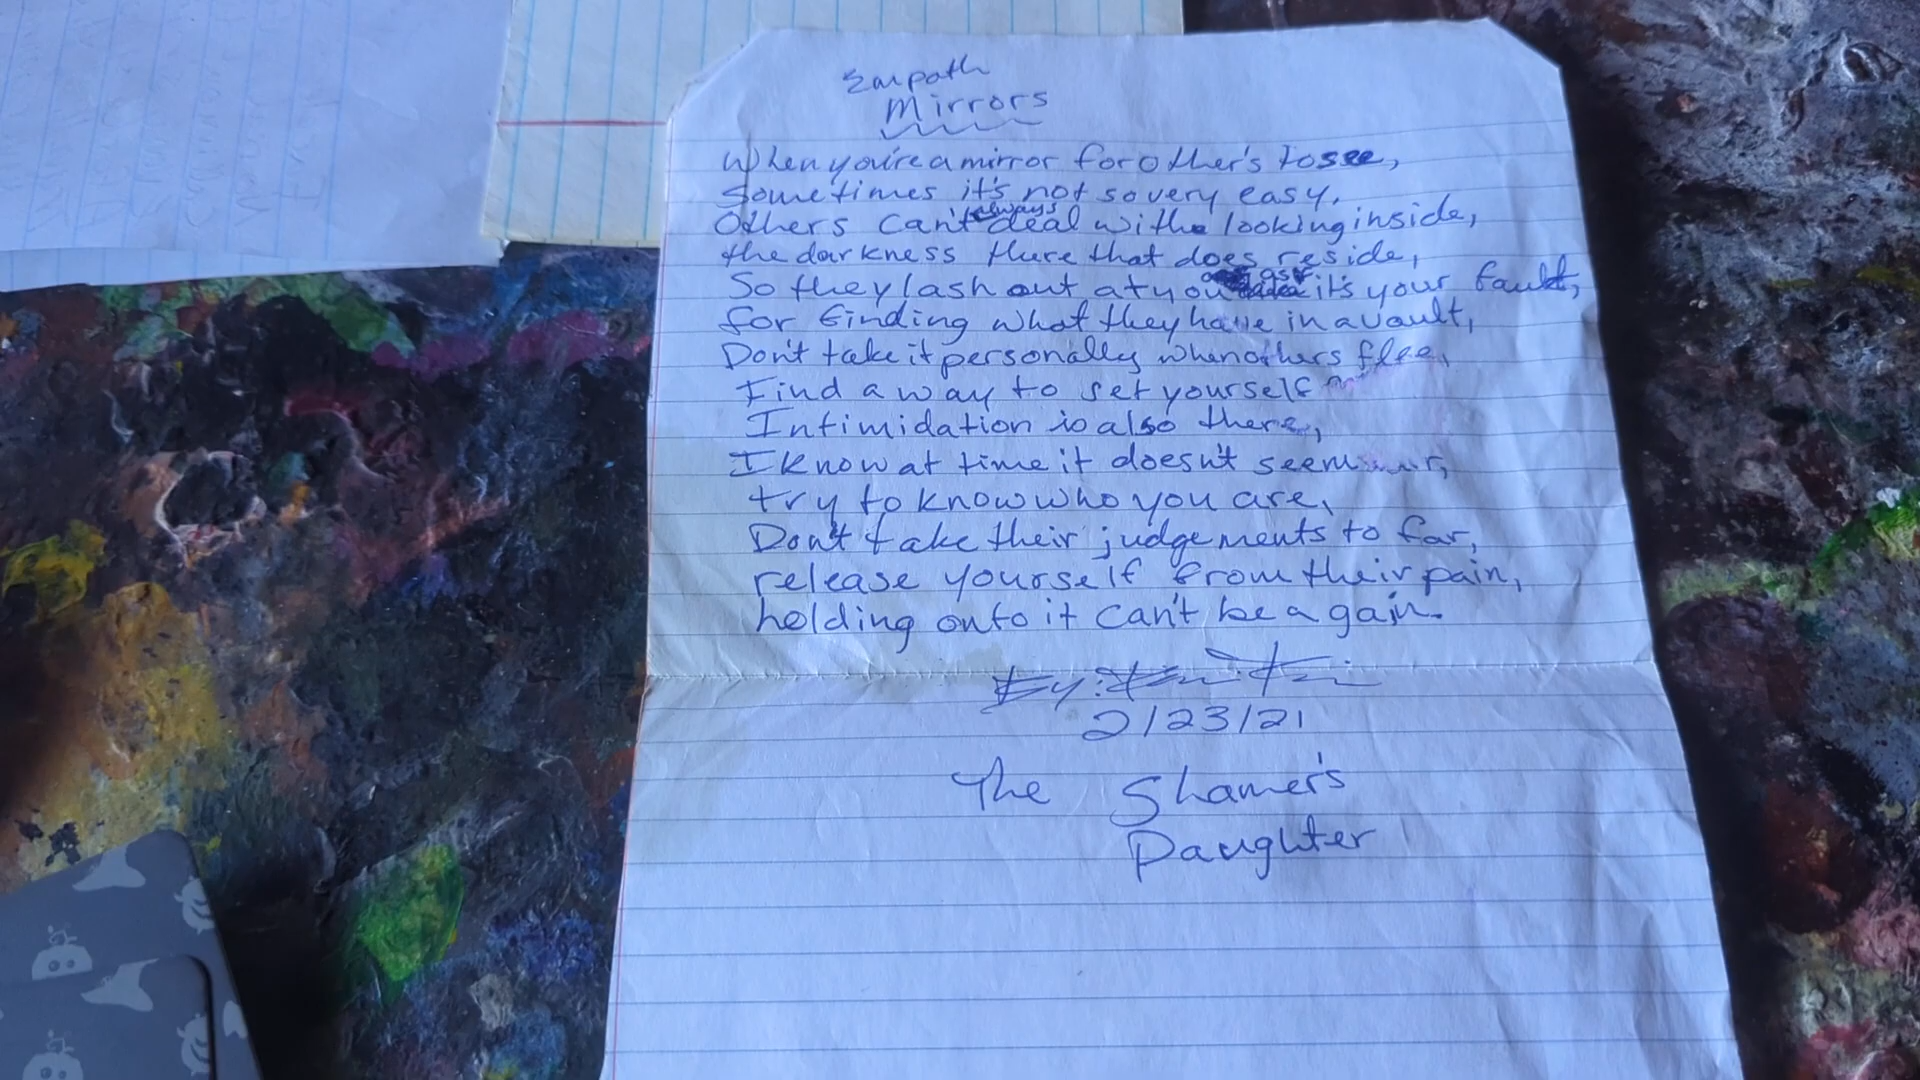 Empath
Mirrors
When you're a mirror for other's to see,
Sometimes it's not so very easy,
Others can't always deal with looking inside,
the darkness there that does reside,
So they lash out at you as it's your fault,
for finding what they have in a vault,
Don't take it personally when others flee,
Find a way to set yourself
Intimidation is also there,
I know at time it doesn't seem
try to know who you are,
Don't take their judgements to far,
release yourself from their pain,
holding onto it can't be a gain.
By:
2/23/21
The Shamer's
Daughter